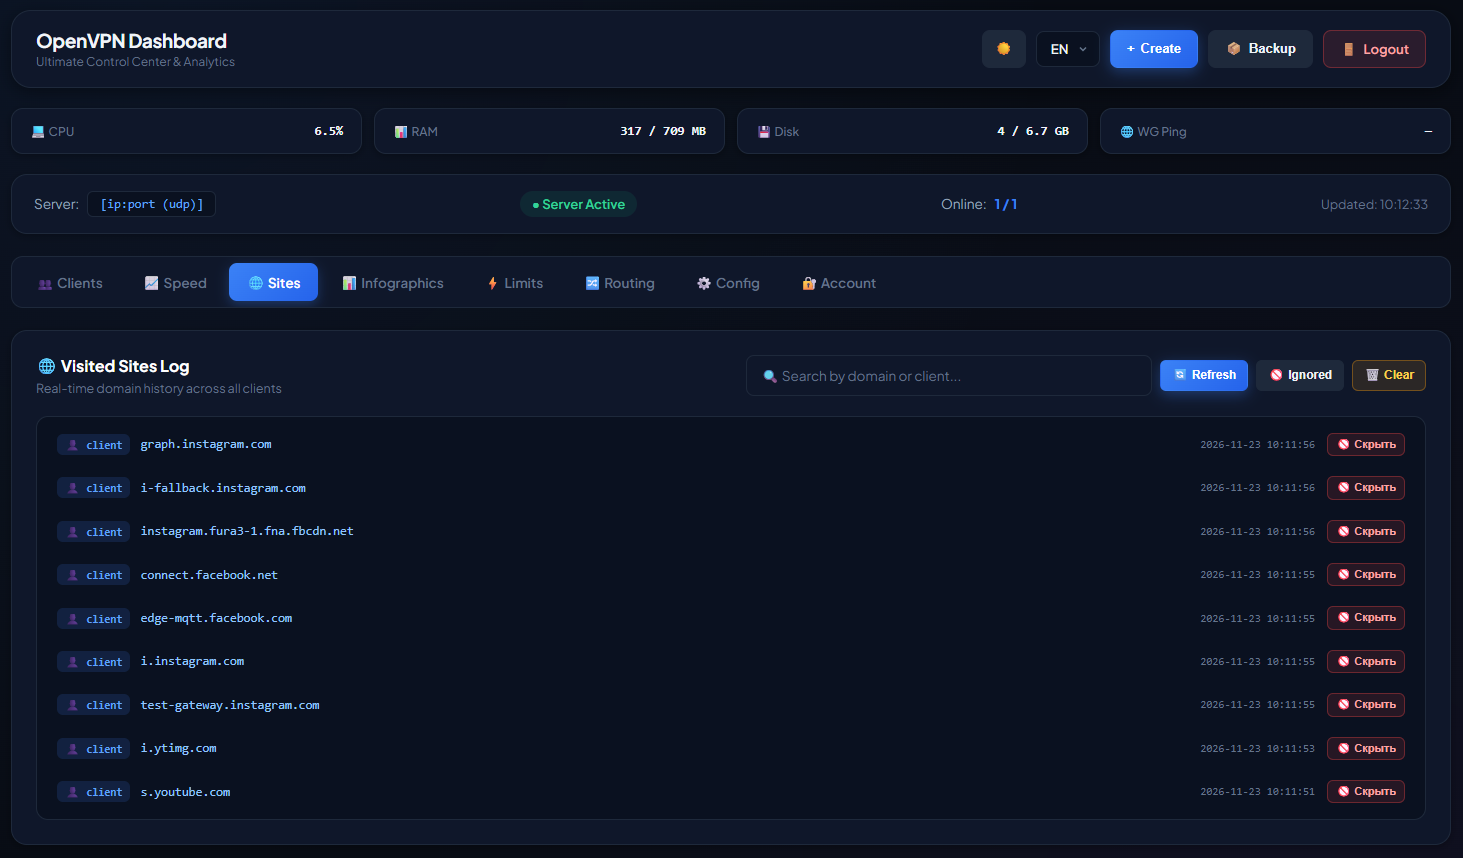 OpenVPN Dashboard
Ultimate Control Center & Analytics
EN
+ Create
Backup
Logout
CPU 6.5%
RAM 317 / 709 MB
Disk 4 / 6.7 GB
WG Ping —
Server: [ip:port (udp)]
Server Active
Online: 1 / 1
Updated: 10:12:33
Clients
Speed
Sites
Infographics
Limits
Routing
Config
Account
Visited Sites Log
Real-time domain history across all clients
Search by domain or client...
Refresh
Ignored
Clear
client graph.instagram.com 2026-11-23 10:11:56 Скрыть
client i-fallback.instagram.com 2026-11-23 10:11:56 Скрыть
client instagram.fura3-1.fna.fbcdn.net 2026-11-23 10:11:56 Скрыть
client connect.facebook.net 2026-11-23 10:11:55 Скрыть
client edge-mqtt.facebook.com 2026-11-23 10:11:55 Скрыть
client i.instagram.com 2026-11-23 10:11:55 Скрыть
client test-gateway.instagram.com 2026-11-23 10:11:55 Скрыть
client i.ytimg.com 2026-11-23 10:11:53 Скрыть
client s.youtube.com 2026-11-23 10:11:51 Скрыть